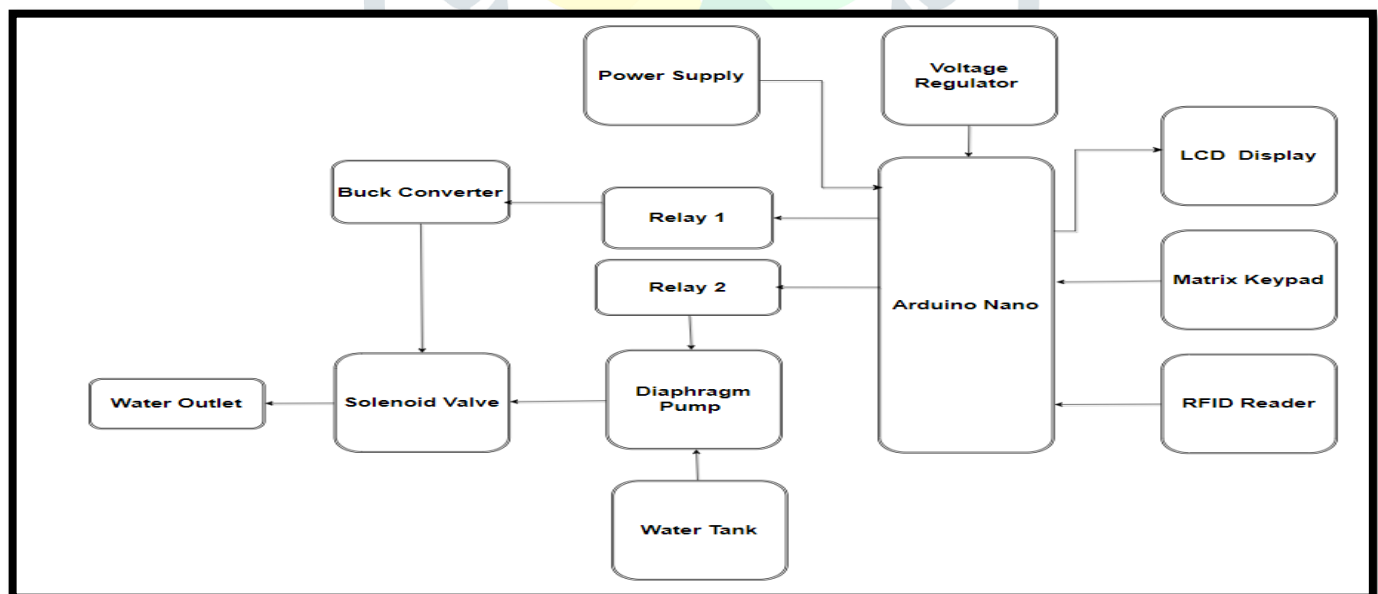 Power Supply
Voltage
Regulator
LCD  Display
Buck Converter
Relay 1
Relay 2
Matrix Keypad
Arduino Nano
Water Outlet
Solenoid Valve
Diaphragm
Pump
RFID Reader
Water Tank